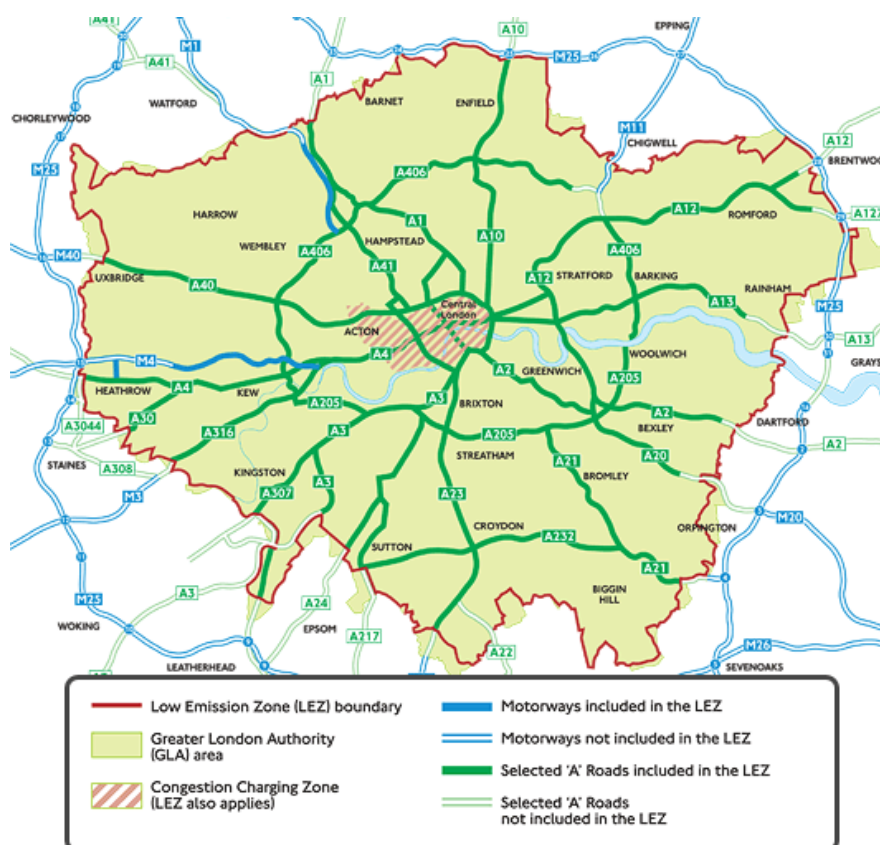 A41
M1
A10
EPPING
A41
A1
M25
WATFORD
BARNET
ENFIELD
CHORLEYWOOD
M11
CHIGWELL
A12
BRENTWOO
M25
A406
HARROW
A12
ROMFORD
A127
A1
WEMBLEY
A406
HAMPSTEAD
A10
A406
M40
A41
A12
STRATFORD
BARKING
UXBRIDGE
A40
RAINHAM
Central
London
A13
M25
ACTON
A13
M4
A4
WOOLWICH
GRAYS
HEATHROW
A4
KEW
A2
GREENWICH
A205
A205
A3
BRIXTON
A30
A2
A3044
A316
A3
A205
BEXLEY
DARTFORD
STAINES
A308
STREATHAM
A21
A20
A2
KINGSTON
BROMLEY
M3
A307
A3
A23
M20
CROYDON
A232
ORPINGTON
SUTTON
A21
M25
A3
A24
BIGGIN
HILL
WOKING
EPSOM
A217
A22
M26
LEATHERHEAD
SEVENOAKS
Low Emission Zone (LEZ) boundary
Greater London Authority
(GLA) area
Congestion Charging Zone
(LEZ also applies)
Motorways included in the LEZ
Motorways not included in the LEZ
Selected 'A' Roads included in the LEZ
Selected 'A' Roads
not included in the LEZ